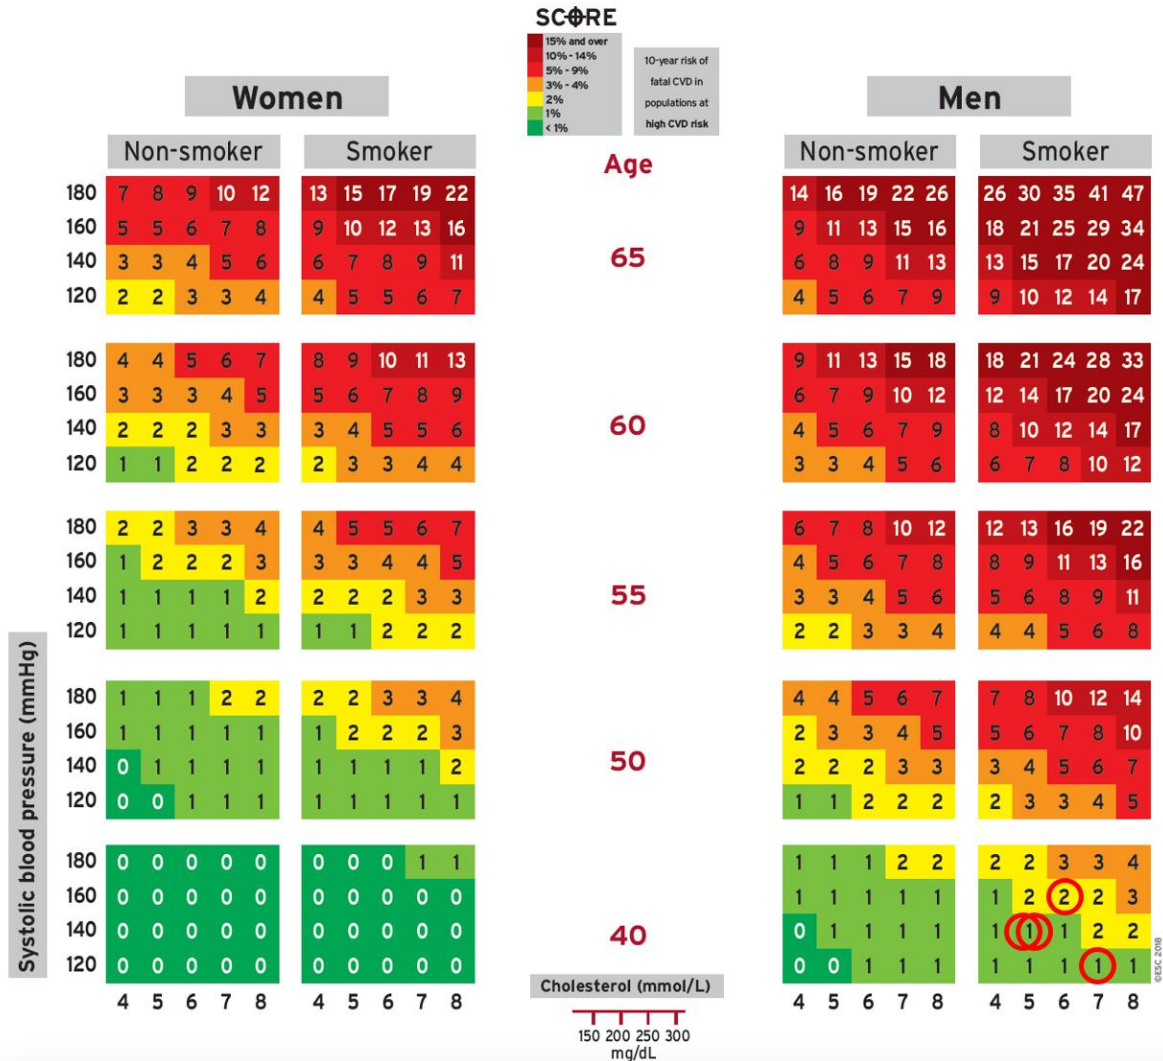 SCORE
15% and over
10% - 14%
5% - 9%
3% - 4%
2%
1%
< 1%
10-year risk of
fatal CVD in
populations at
high CVD risk
Women
Men
Non-smoker Smoker Age Non-smoker Smoker
180 7 8 9 10 12 13 15 17 19 22 14 16 19 22 26 26 30 35 41 47
160 5 5 6 7 8 9 10 12 13 16 9 11 13 15 16 18 21 25 29 34
65
140 3 3 4 5 6 6 7 8 9 11 6 8 9 11 13 13 15 17 20 24
120 2 2 3 3 4 4 5 5 6 7 4 5 6 7 9 9 10 12 14 17
180 4 4 5 6 7 8 9 10 11 13 9 11 13 15 18 18 21 24 28 33
160 3 3 3 4 5 5 6 7 8 9 6 7 9 10 12 12 14 17 20 24
60
140 2 2 2 3 3 3 4 5 5 6 4 5 6 7 9 8 10 12 14 17
120 1 1 2 2 2 2 3 3 4 4 3 3 4 5 6 6 7 8 10 12
180 2 2 3 3 4 4 5 5 6 7 6 7 8 10 12 12 13 16 19 22
160 1 2 2 2 3 3 3 4 4 5 4 5 6 7 8 8 9 11 13 16
55
140 1 1 1 1 2 2 2 2 3 3 3 3 4 5 6 5 6 8 9 11
120 1 1 1 1 1 1 1 2 2 2 2 2 3 3 4 4 4 5 6 8
180 1 1 1 2 2 2 2 3 3 4 4 4 5 6 7 7 8 10 12 14
160 1 1 1 1 1 1 2 2 2 3 2 3 3 4 5 5 6 7 8 10
50
140 0 1 1 1 1 1 1 1 1 2 2 2 2 3 3 3 4 5 6 7
120 0 0 1 1 1 1 1 1 1 1 1 1 2 2 2 2 3 3 4 5
180 0 0 0 0 0 0 0 0 1 1 1 1 1 2 2 2 2 3 3 4
160 0 0 0 0 0 0 0 0 0 0 1 1 1 1 1 1 2 2 2 3
40
140 0 0 0 0 0 0 0 0 0 0 0 1 1 1 1 1 1 1 2 2
120 0 0 0 0 0 0 0 0 0 0 0 0 1 1 1 1 1 1 1 1
4 5 6 7 8 4 5 6 7 8 4 5 6 7 8 4 5 6 7 8
Systolic blood pressure (mmHg)
Cholesterol (mmol/L)
150 200 250 300
mg/dL
©ESC 2018